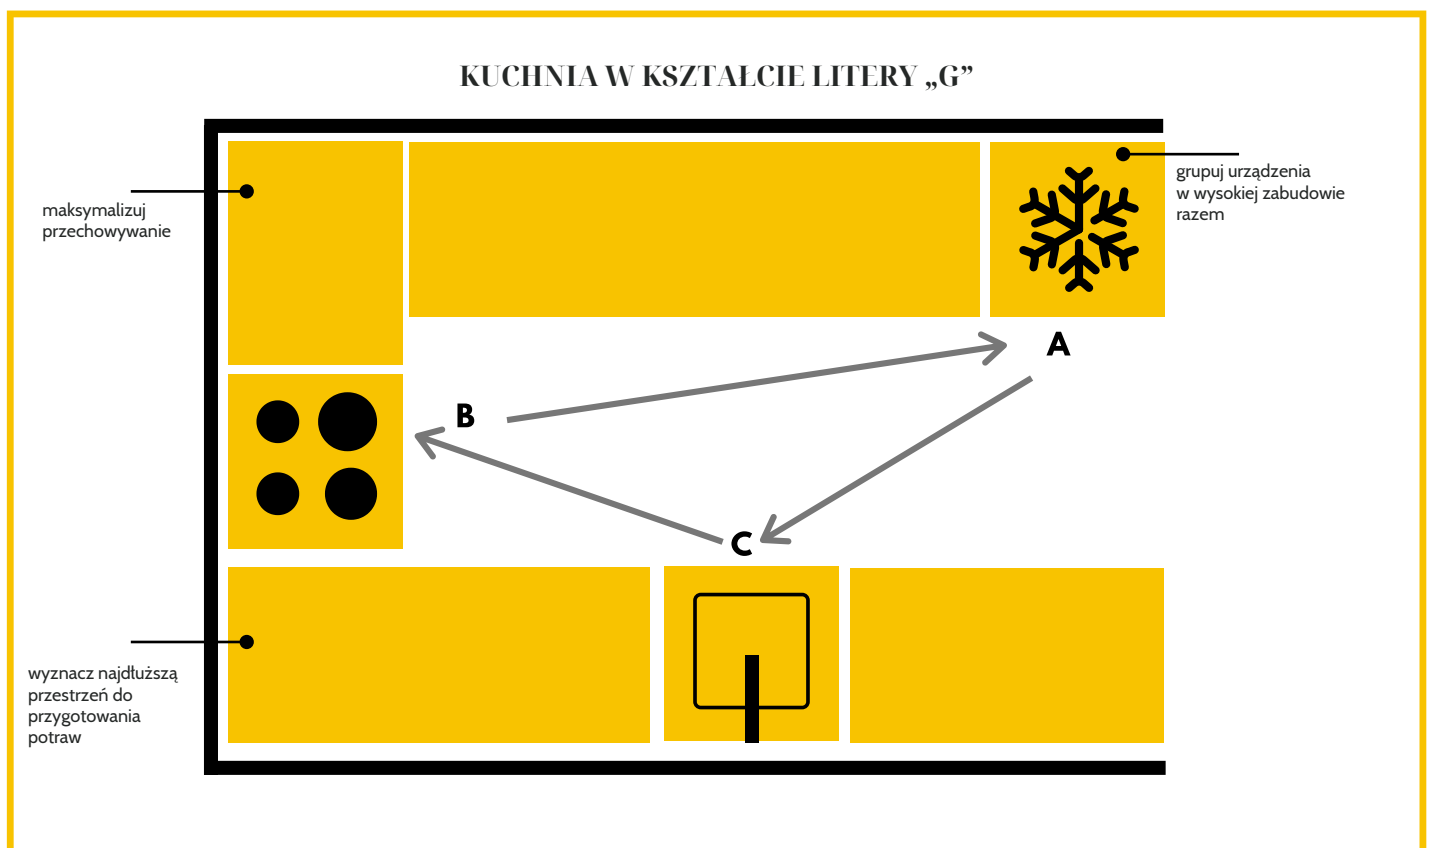 KUCHNIA W KSZTAŁCIE LITERY „G”
grupuj urządzenia
w wysokiej zabudowie
razem
maksymalizuj
przechowywanie
A
B
C
wyznacz najdłuższą
przestrzeń do
przygotowania
potraw